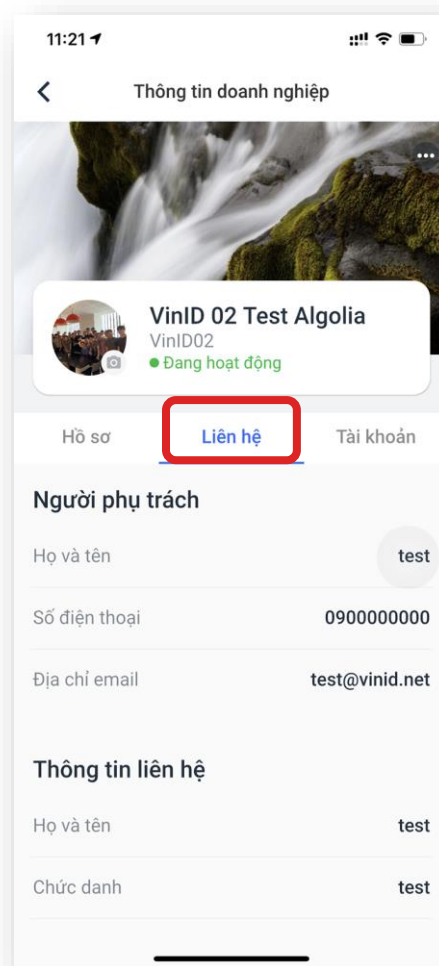 11:21
Thông tin doanh nghiệp
VinID 02 Test Algolia
VinID02
Đang hoạt động
Hồ sơ Liên hệ Tài khoản
Người phụ trách
Họ và tên test
Số điện thoại 0900000000
Địa chỉ email test@vinid.net
Thông tin liên hệ
Họ và tên test
Chức danh test